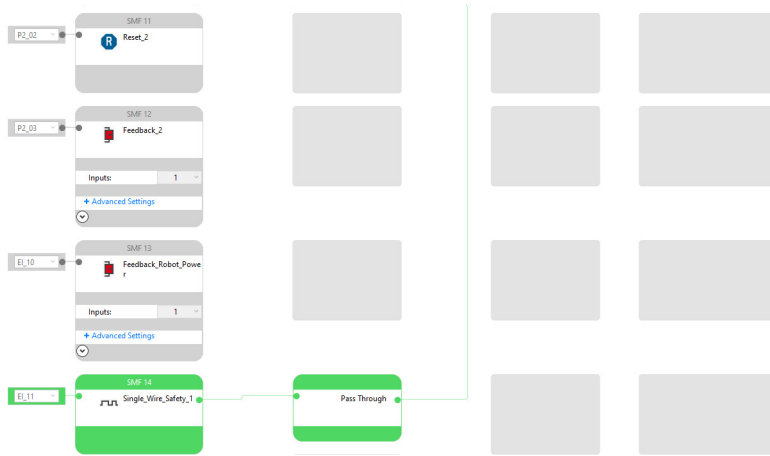 SMF 11
P2_02
R
Reset_2
SMF 12
P2_03
Feedback_2
Inputs: 1
+ Advanced Settings
SMF 13
EI_10
Feedback_Robot_Powe
r
Inputs: 1
+ Advanced Settings
SMF 14
EI_11
Single_Wire_Safety_1
Pass Through